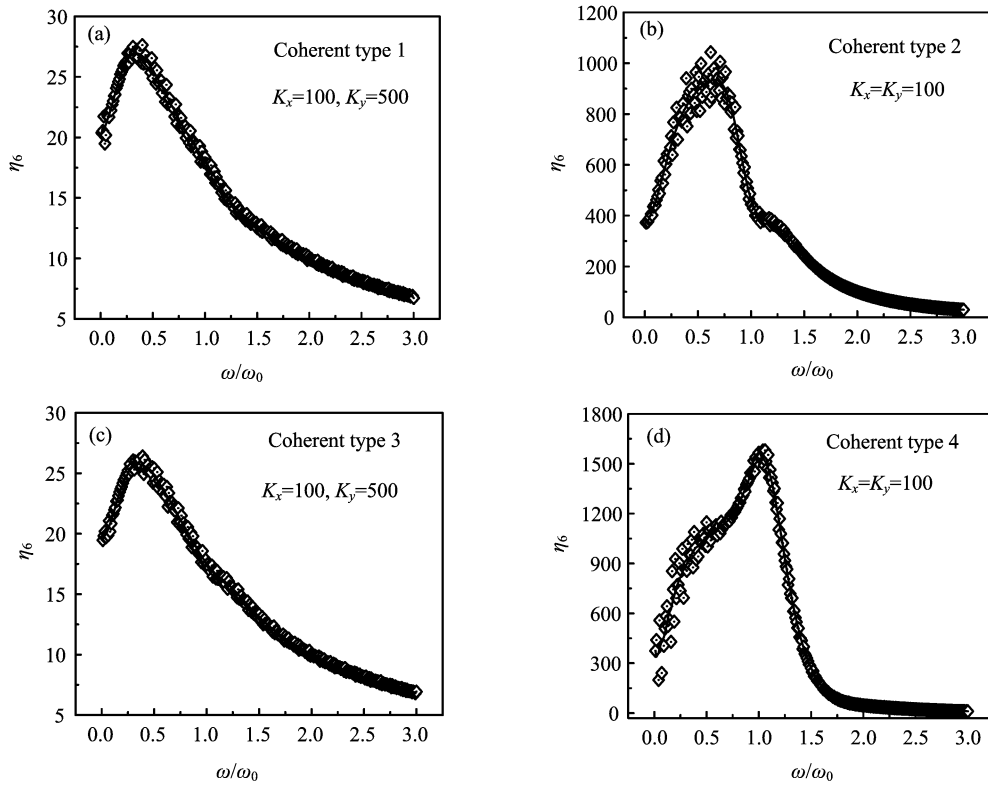 (a)
Coherent type 1
Kx=100, Ky=500
η6
30
25
20
15
10
5
0.0 0.5 1.0 1.5 2.0 2.5 3.0
ω/ω0
(b)
Coherent type 2
Kx=Ky=100
η6
1200
1000
800
600
400
200
0
0.0 0.5 1.0 1.5 2.0 2.5 3.0
ω/ω0
(c)
Coherent type 3
Kx=100, Ky=500
η6
30
25
20
15
10
5
0.0 0.5 1.0 1.5 2.0 2.5 3.0
ω/ω0
(d)
Coherent type 4
Kx=Ky=100
η6
1800
1500
1200
900
600
300
0
0.0 0.5 1.0 1.5 2.0 2.5 3.0
ω/ω0